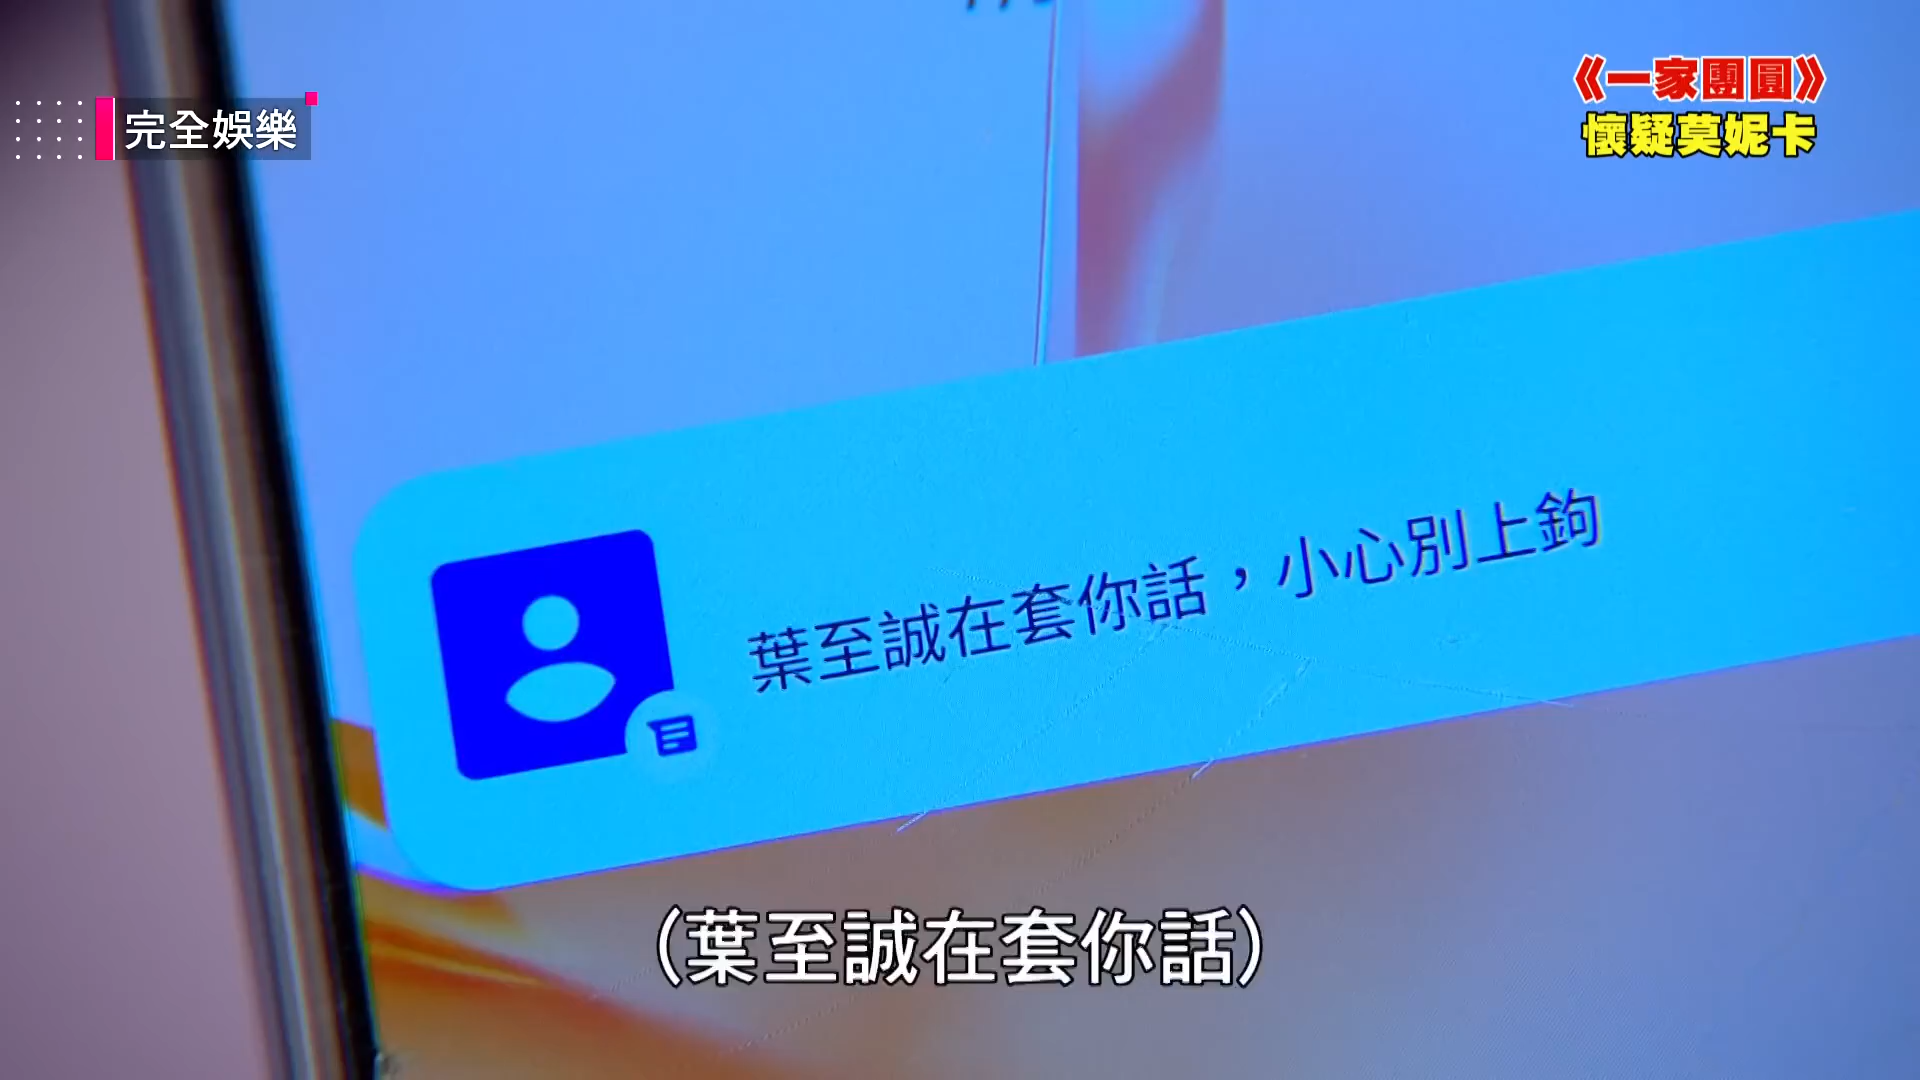 完全娛樂
《一家團圓》
懷疑莫妮卡
葉至誠在套你話，小心別上鉤
（葉至誠在套你話）